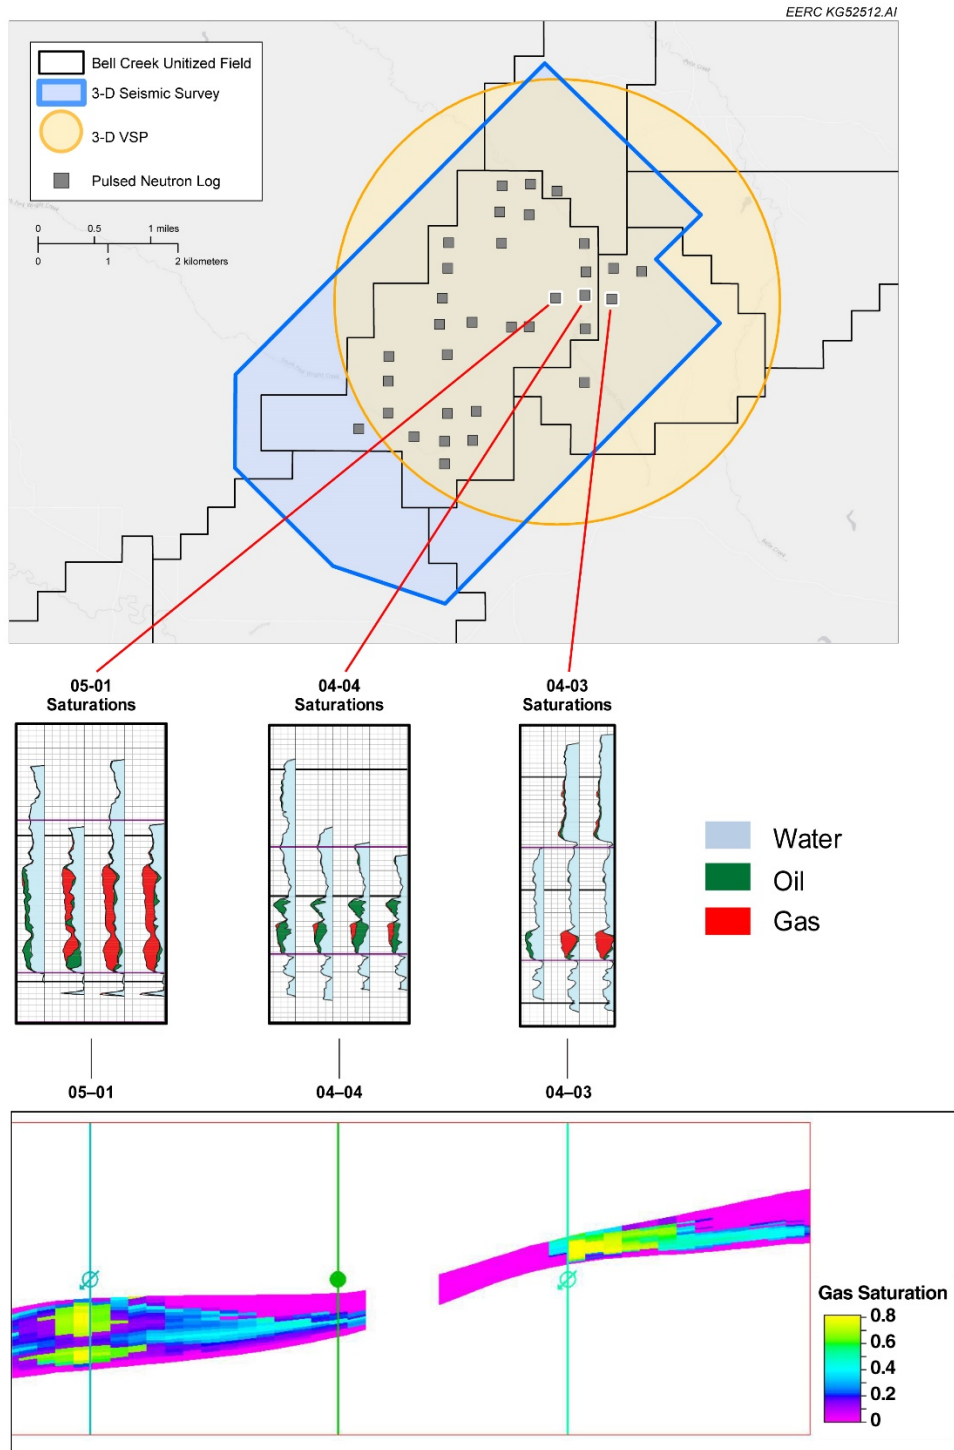 EERC KG52512.AI
Bell Creek Unitized Field
3-D Seismic Survey
3-D VSP
Pulsed Neutron Log
0 0.5 1 miles
0 1 2 kilometers
05-01
Saturations
04-04
Saturations
04-03
Saturations
Water
Oil
Gas
05–01
04–04
04–03
Gas Saturation
0.8
0.6
0.4
0.2
0